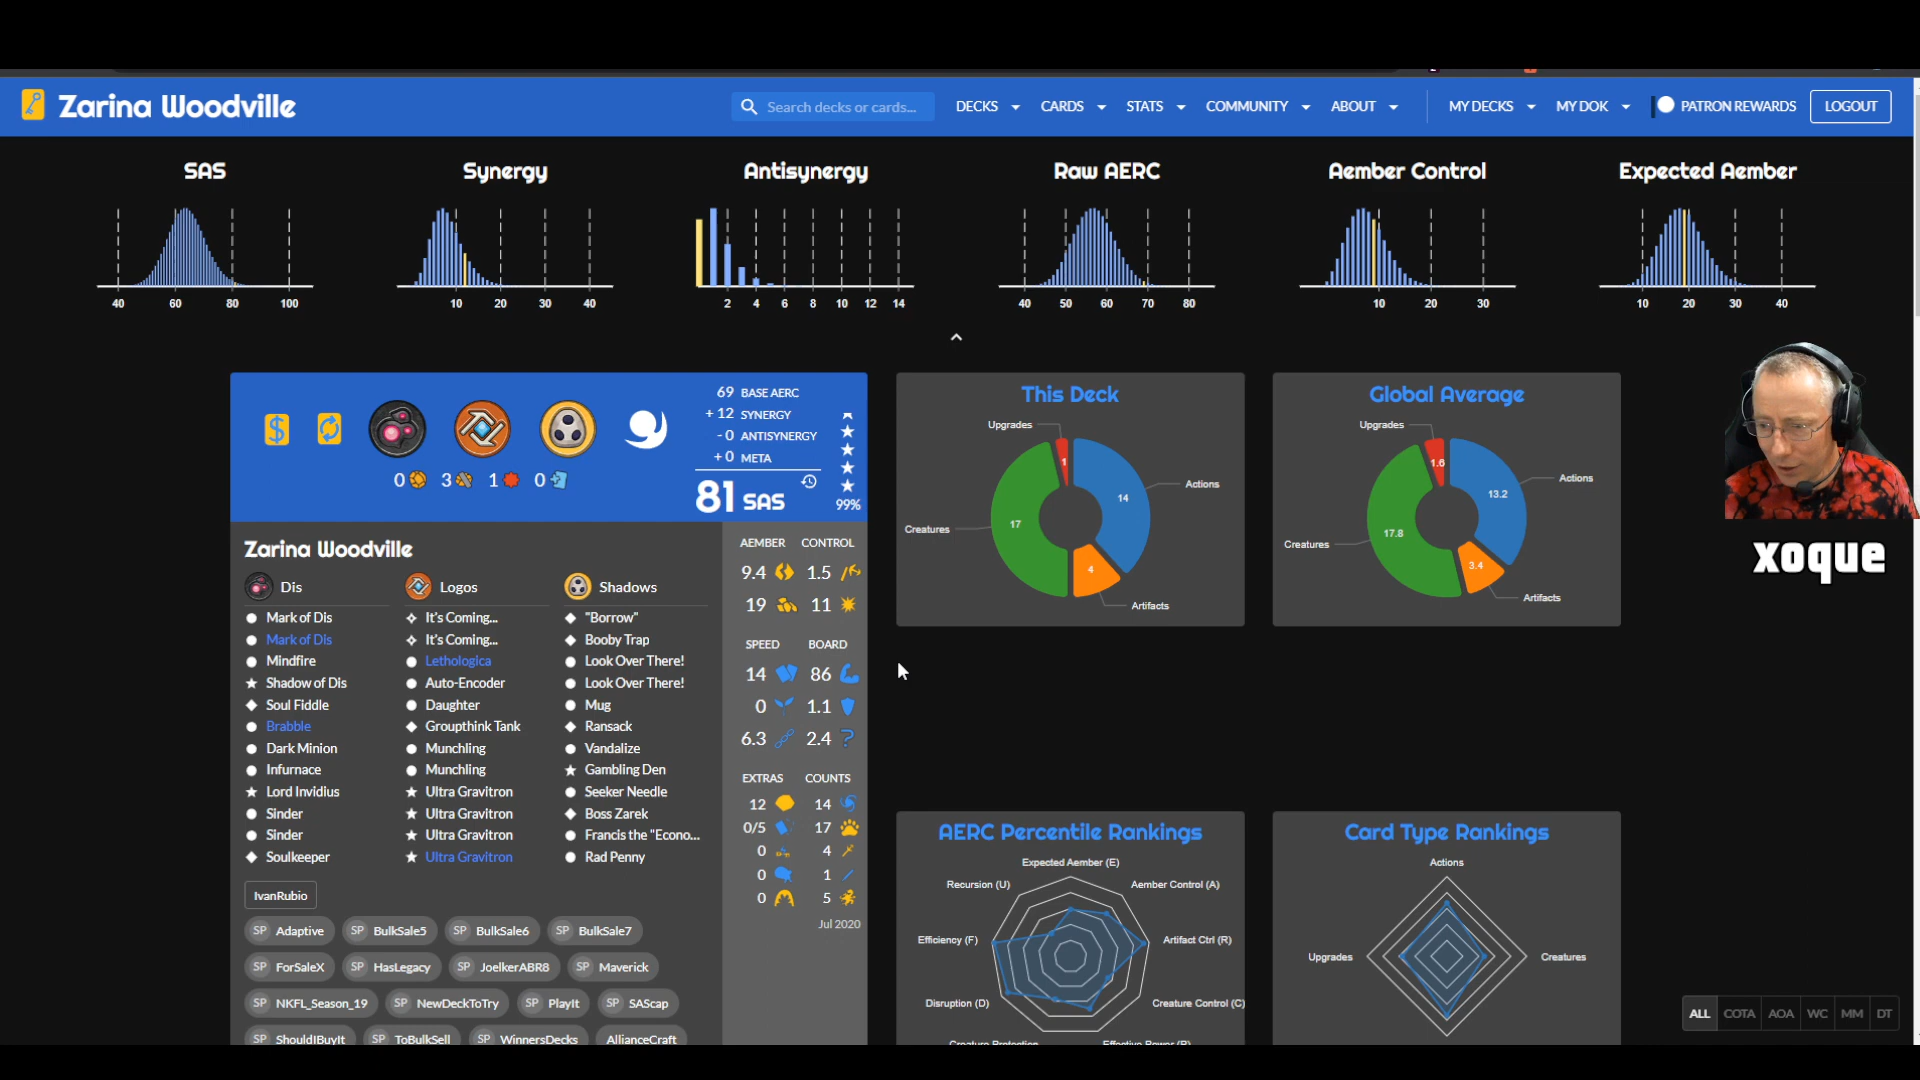 Zarina Woodville
Search decks or cards...
DECKS
CARDS
STATS
COMMUNITY
ABOUT
MY DECKS
MY DOK
PATRON REWARDS
LOGOUT
SAS
40 60 80 100
Synergy
10 20 30 40
Antisynergy
2 4 6 8 10 12 14
Raw AERC
40 50 60 70 80
Aember Control
10 20 30
Expected Aember
10 20 30 40
69 BASE AERC
+ 12 SYNERGY
- 0 ANTISYNERGY
+ 0 META
81 SAS
99%
0 3 1 0
Zarina Woodville
Dis
Mark of Dis
Mark of Dis
Mindfire
Shadow of Dis
Soul Fiddle
Brabble
Dark Minion
Infurnace
Lord Invidius
Sinder
Sinder
Soulkeeper
Logos
It's Coming...
It's Coming...
Lethologica
Auto-Encoder
Daughter
Groupthink Tank
Munchling
Munchling
Ultra Gravitron
Ultra Gravitron
Ultra Gravitron
Ultra Gravitron
Shadows
"Borrow"
Booby Trap
Look Over There!
Look Over There!
Mug
Ransack
Vandalize
Gambling Den
Seeker Needle
Boss Zarek
Francis the "Econo...
Rad Penny
AEMBER CONTROL
9.4 1.5
19 11
SPEED BOARD
14 86
0 1.1
6.3 2.4
EXTRAS COUNTS
12 14
0/5 17
0 4
0 1
0 5
Jul 2020
IvanRubio
SP Adaptive SP BulkSale5 SP BulkSale6 SP BulkSale7
SP ForSaleX SP HasLegacy SP JoelkerABR8 SP Maverick
SP NKFL_Season_19 SP NewDeckToTry SP PlayIt SP SAScap
SP ShouldIBuyIt SP ToBulkSell SP WinnersDecks AllianceCraft
This Deck
Upgrades
1
Actions
14
Creatures
17
4
Artifacts
Global Average
Upgrades
1.6
Actions
13.2
17.8
Creatures
3.4
Artifacts
AERC Percentile Rankings
Expected Aember (E)
Recursion (U)
Aember Control (A)
Efficiency (F)
Artifact Ctrl (R)
Disruption (D)
Creature Control (C)
Creature Protection
Effective Power (P)
Card Type Rankings
Actions
Upgrades
Creatures
xoque
ALL COTA AOA WC MM DT